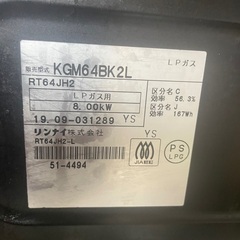 LPガス
販売型式 KGM64BK2L
RT64JH2
LPガス用
8.00kW
区分名 C
効率 56.3%
区分名 J
効率 167Wh
19.09-031289 YS
リンナイ株式会社 YS
RT64JH2-L
51-4494
JIA
PS
LPG